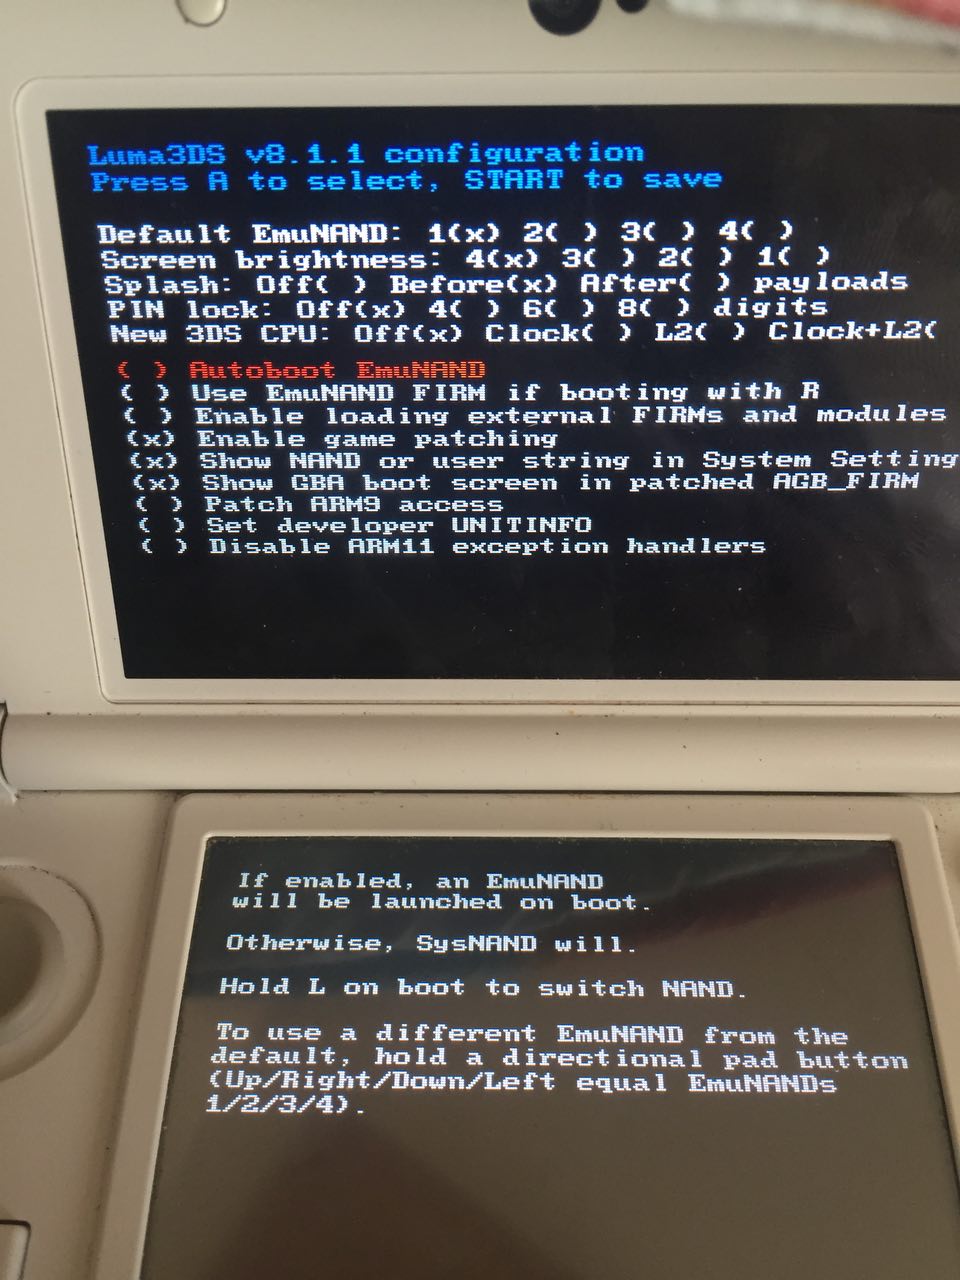 Luma3DS v8.1.1 configuration
Press A to select, START to save
Default EmuNAND: 1(x) 2( ) 3( ) 4( )
Screen brightness: 4(x) 3( ) 2( ) 1( )
Splash: Off( ) Before(x) After( ) payloads
PIN lock: Off(x) 4( ) 6( ) 8( ) digits
New 3DS CPU: Off(x) Clock( ) L2( ) Clock+L2(
( ) Autoboot EmuNAND
( ) Use EmuNAND FIRM if booting with R
( ) Enable loading external FIRMs and modules
(x) Enable game patching
(x) Show NAND or user string in System Setting
(x) Show GBA boot screen in patched AGB_FIRM
( ) Patch ARM9 access
( ) Set developer UNITINFO
( ) Disable ARM11 exception handlers
If enabled, an EmuNAND
will be launched on boot.
Otherwise, SysNAND will.
Hold L on boot to switch NAND.
To use a different EmuNAND from the
default, hold a directional pad button
(Up/Right/Down/Left equal EmuNANDs
1/2/3/4).